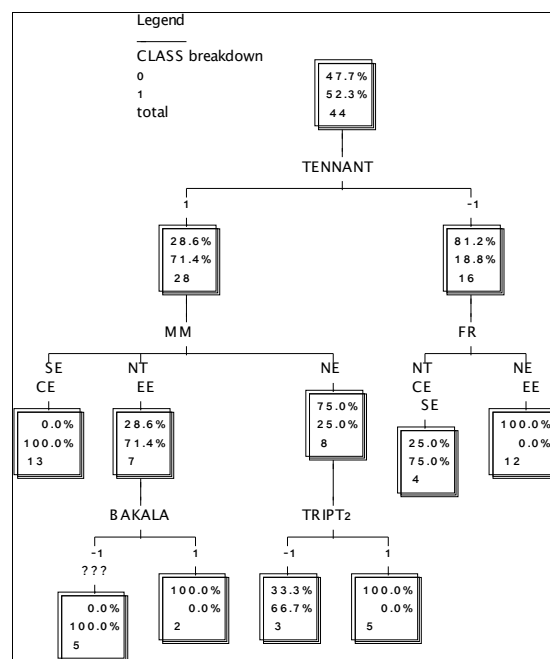 Legend
CLASS breakdown
0
1
total
47.7%
52.3%
44
TENNANT
1
-1
28.6%
71.4%
28
81.2%
18.8%
16
MM
FR
SE
CE
NT
EE
NE
NT
CE
SE
NE
EE
0.0%
100.0%
13
28.6%
71.4%
7
75.0%
25.0%
8
25.0%
75.0%
4
100.0%
0.0%
12
BAKALA
TRIPT2
-1
???
1
-1
1
0.0%
100.0%
5
100.0%
0.0%
2
33.3%
66.7%
3
100.0%
0.0%
5